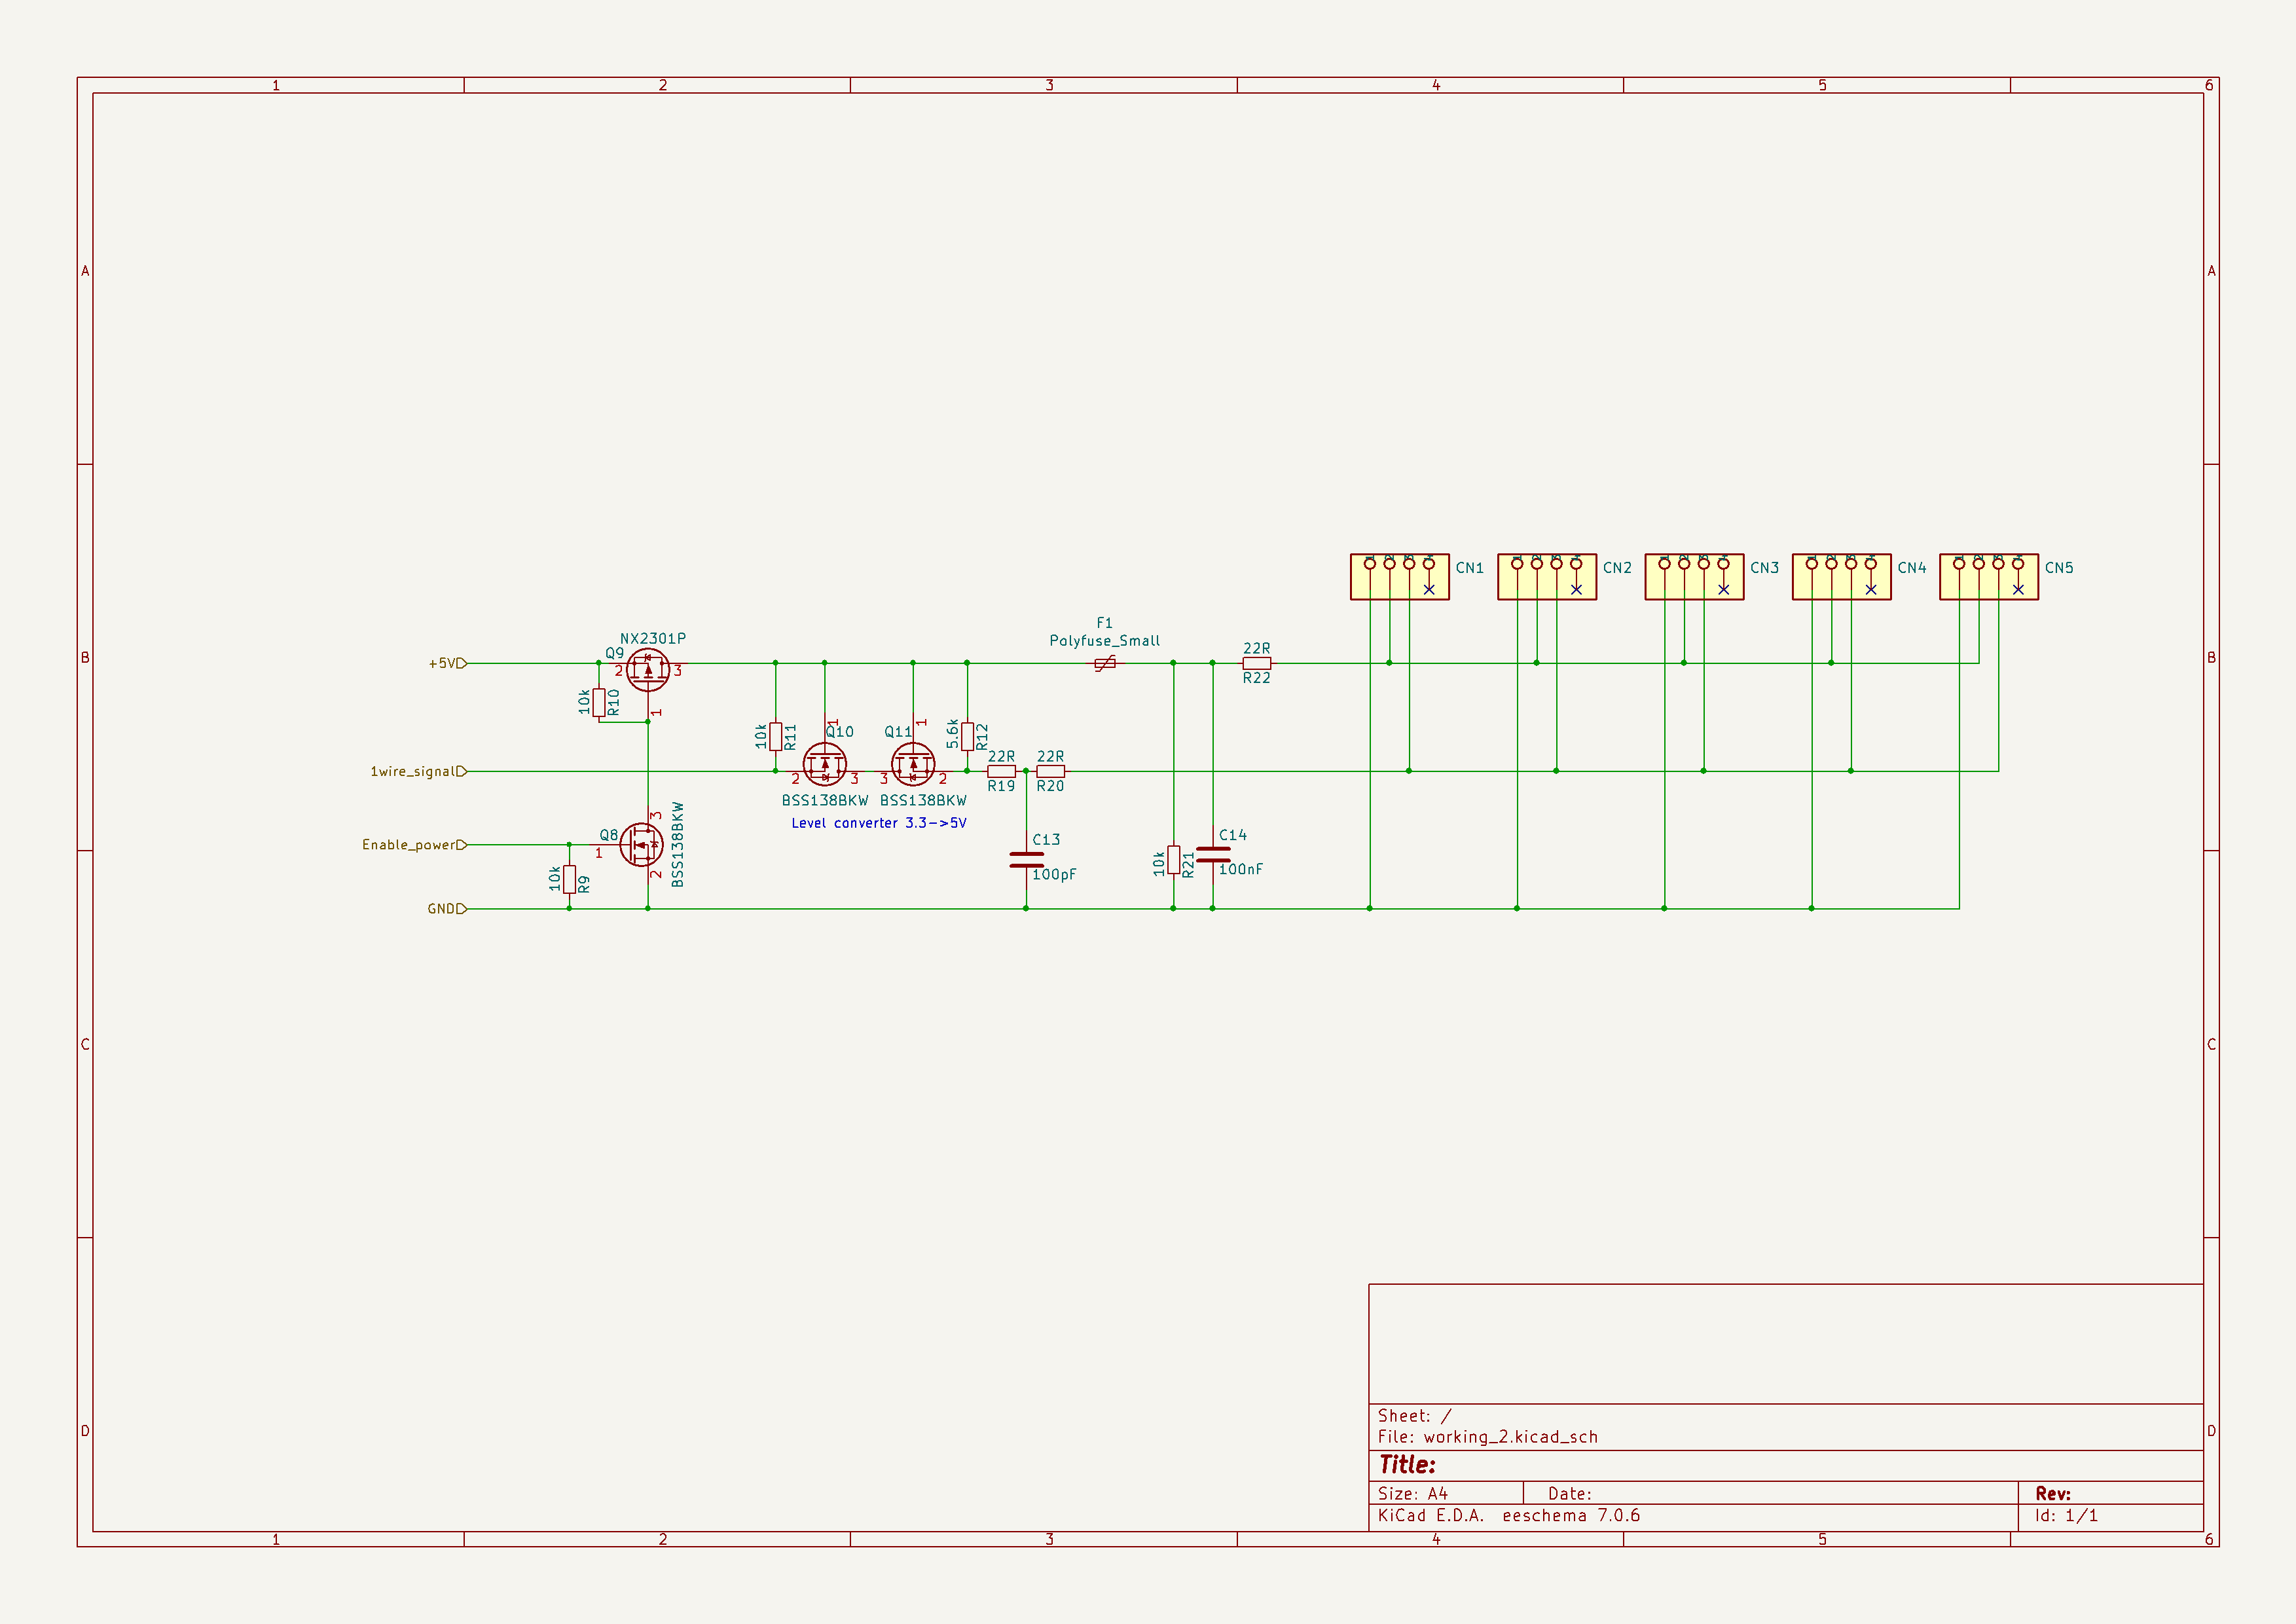 1 2 3 4 5 6
A A
CN1 CN2 CN3 CN4 CN5
F1
Polyfuse_Small
NX2301P
Q9
+5V
2 3
22R
R22
B B
10k R10
1
10k R11
1 Q10
Q11 1
5.6k R12
22R 22R
1wire_signal
2 3 3 2
R19 R20
BSS138BKW BSS138BKW
Level converter 3.3->5V
3
Q8
BSS138BKW
Enable_power
1
2
C13
100pF
C14
100nF
10k R21
10k R9
GND
C C
Sheet: /
File: working_2.kicad_sch
D D
Title:
Size: A4 Date: Rev:
KiCad E.D.A. eeschema 7.0.6 Id: 1/1
1 2 3 4 5 6